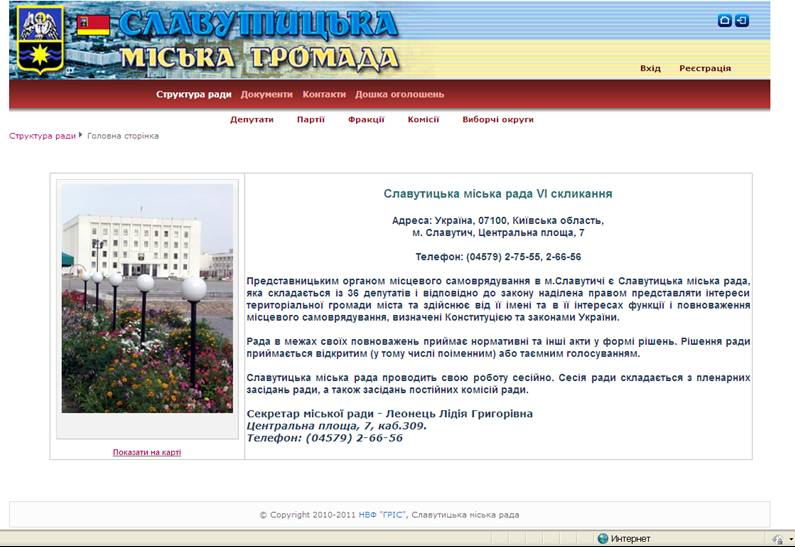 СЛАВУТИЦЬКА
МІСЬКА ГРОМАДА
Вхід Реєстрація
Структура ради Документи Контакти Дошка оголошень
Депутати Партії Фракції Комісії Виборчі округи
Структура ради Головна сторінка
Славутицька міська рада VI скликання
Адреса: Україна, 07100, Київська область,
м. Славутич, Центральна площа, 7
Телефон: (04579) 2-75-55, 2-66-56
Представницьким органом місцевого самоврядування в м.Славутичі є Славутицька міська рада,
яка складається із 36 депутатів і відповідно до закону наділена правом представляти інтереси
територіальної громади міста та здійснює від її імені та в її інтересах функції і повноваження
місцевого самоврядування, визначені Конституцією та законами України.
Рада в межах своїх повноважень приймає нормативні та інші акти у формі рішень. Рішення ради
приймається відкритим (у тому числі поіменним) або таємним голосуванням.
Славутицька міська рада проводить свою роботу сесійно. Сесія ради складається з пленарних
засідань ради, а також засідань постійних комісій ради.
Секретар міської ради - Леонець Лідія Григорівна
Центральна площа, 7, каб.309.
Телефон: (04579) 2-66-56
Показати на карті
© Copyright 2010-2011 НВФ "ГРІС", Славутицька міська рада
Интернет